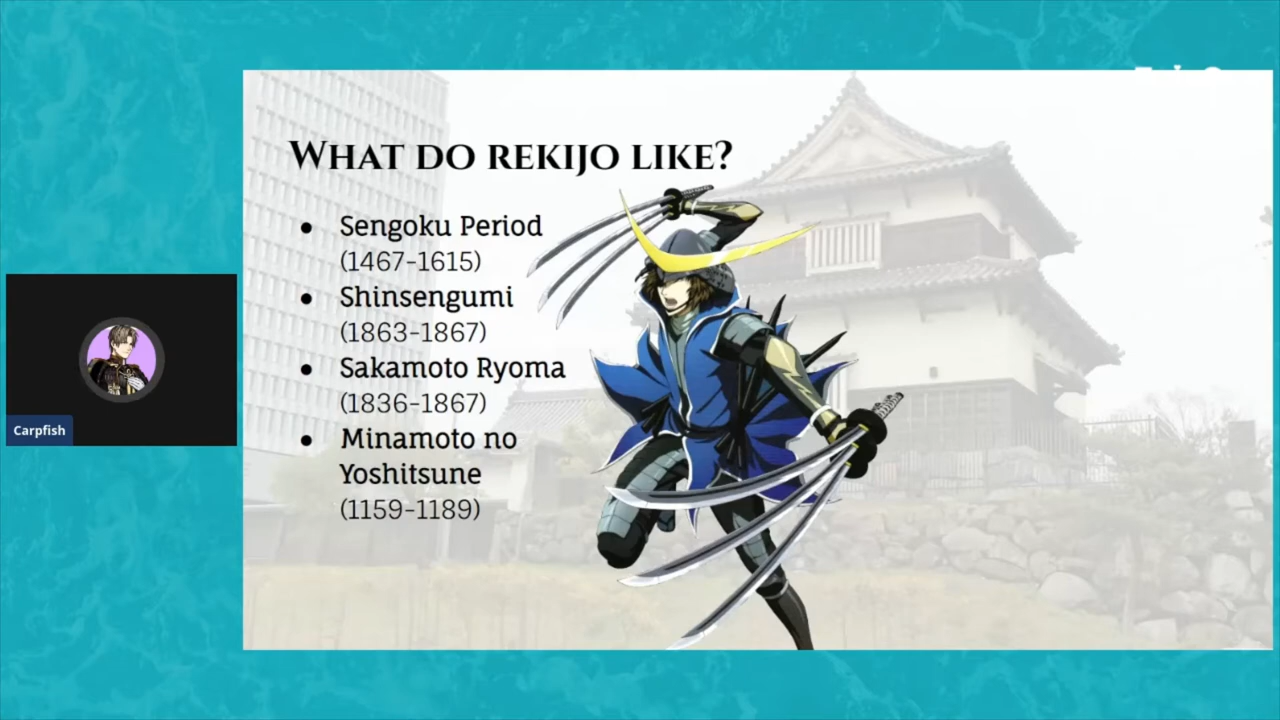 What do rekijo like?
● Sengoku Period
(1467-1615)
● Shinsengumi
(1863-1867)
● Sakamoto Ryoma
(1836-1867)
● Minamoto no
Yoshitsune
(1159-1189)
Carpfish